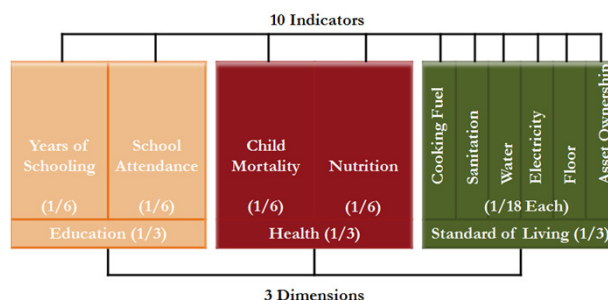 10 Indicators
Years of
Schooling
(1/6)
School
Attendance
(1/6)
Education (1/3)
Child
Mortality
(1/6)
Nutrition
(1/6)
Health (1/3)
Cooking Fuel
Sanitation
Water
Electricity
Floor
Asset Ownership
(1/18 Each)
Standard of Living (1/3)
3 Dimensions